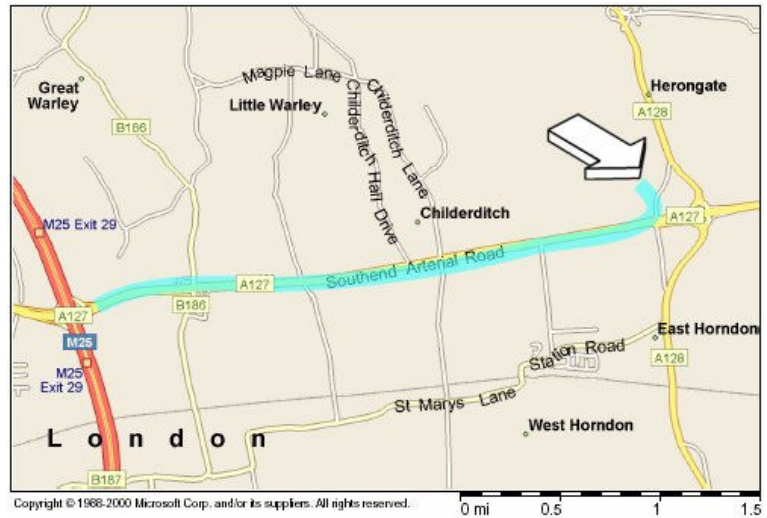 Herongate
A128
Great
Warley
Magpie Lane
Little Warley
B186
Childerditch Hall Drive
Childerditch Lane
Childerditch
A127
M25 Exit 29
Southend Arterial Road
A127
B186
A127
M25
M25
Exit 29
East Horndon
A128
Station Road
St Marys Lane
West Horndon
London
B187
Copyright © 1988-2000 Microsoft Corp. and/or its suppliers. All rights reserved.
0 mi 0.5 1 1.5